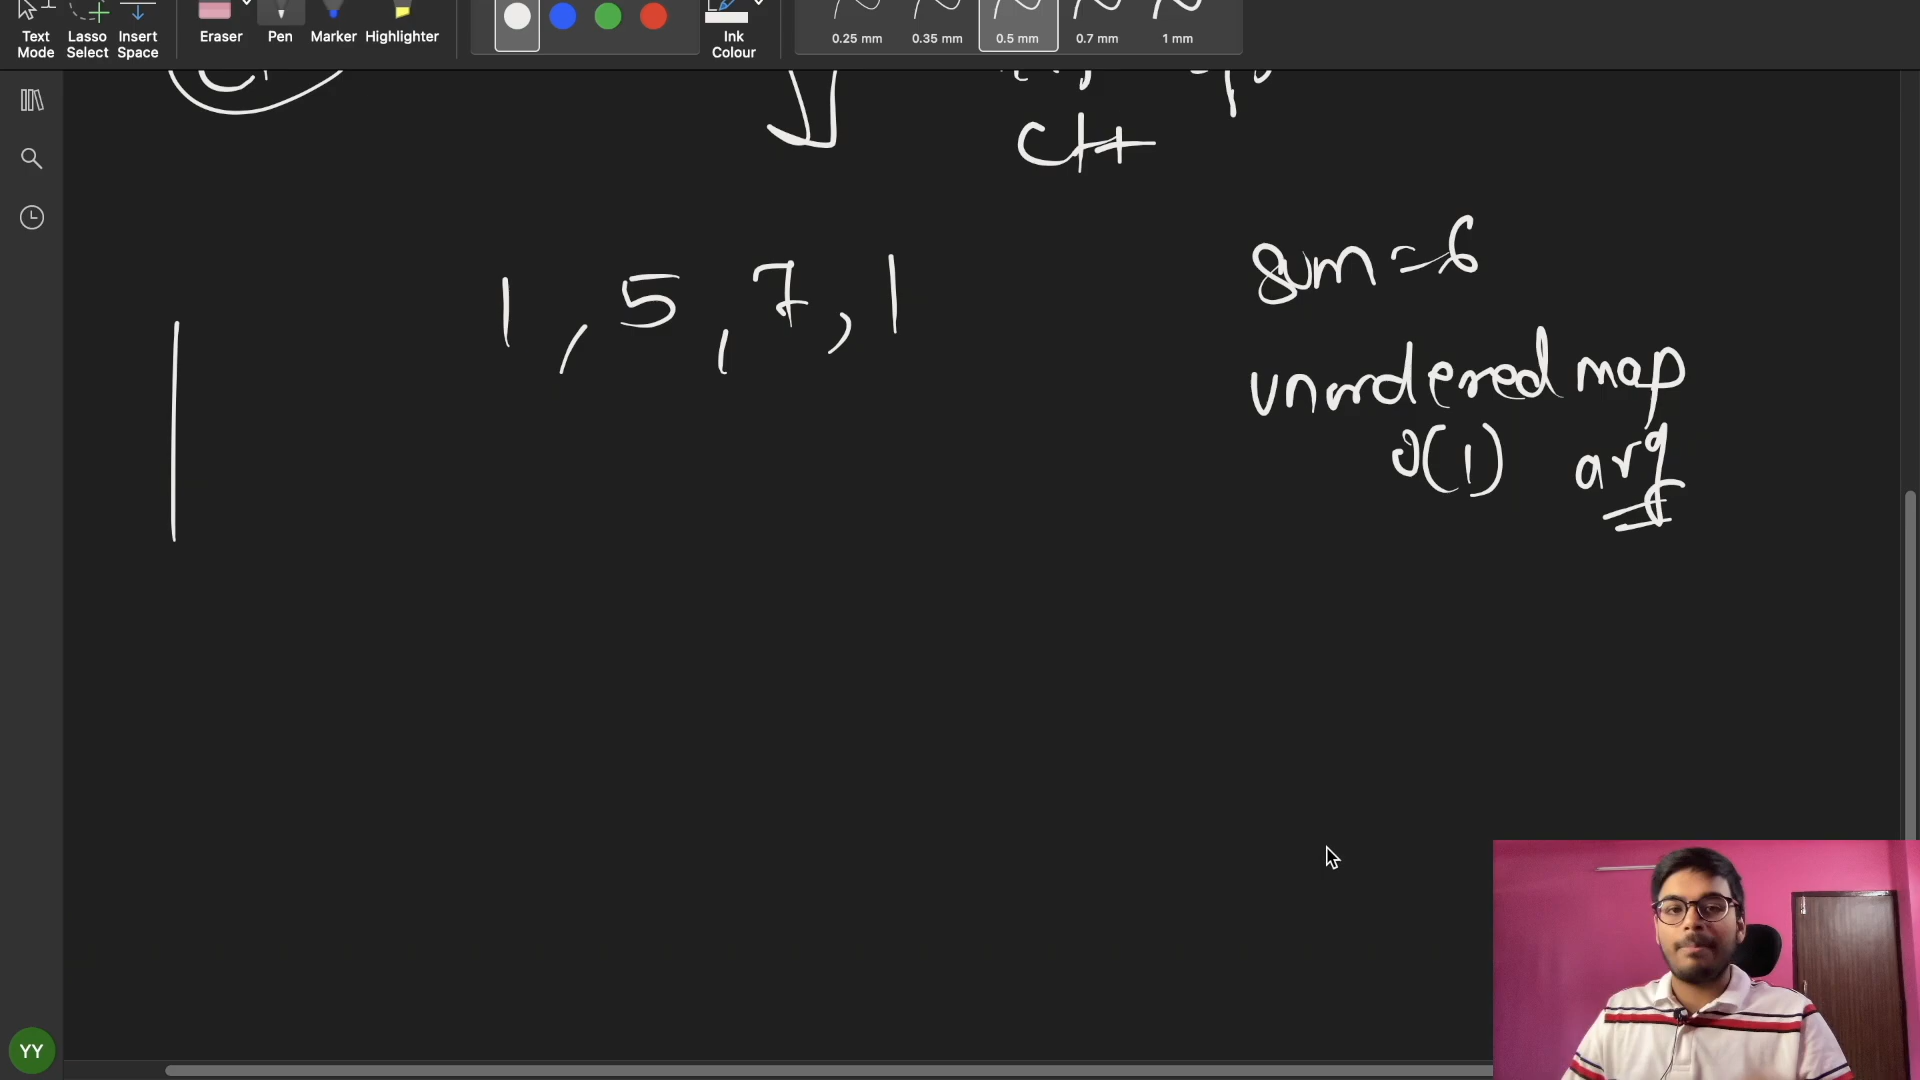 Text Mode
Lasso Select
Insert Space
Eraser
Pen
Marker
Highlighter
Ink Colour
0.25 mm
0.35 mm
0.5 mm
0.7 mm
1 mm
C++
1, 5, 7, 1
sum = 6
unordered map
O(1) avg
YY